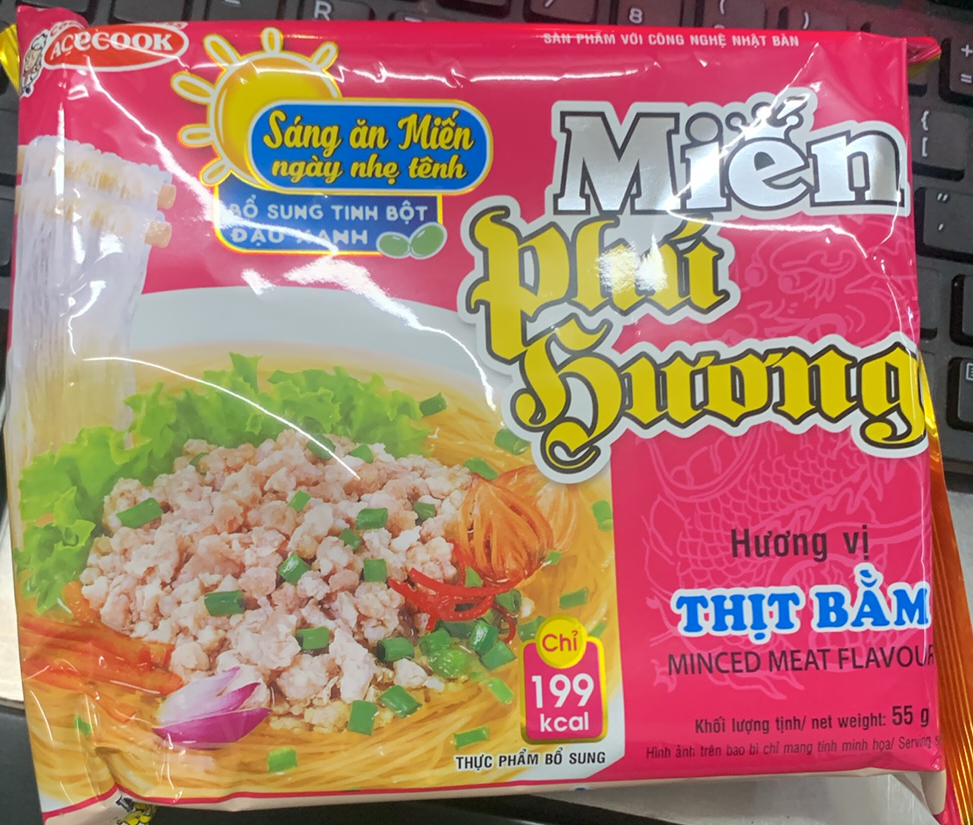 ACECOOK
SẢN PHẨM VỚI CÔNG NGHỆ NHẬT BẢN
Sáng ăn Miến
ngày nhẹ tênh
BỔ SUNG TINH BỘT
ĐẬU XANH
Miến
Phú
Hương
Hương vị
THỊT BẰM
MINCED MEAT FLAVOUR
Chỉ
199
kcal
THỰC PHẨM BỔ SUNG
Khối lượng tịnh/ net weight: 55 g
Hình ảnh trên bao bì chỉ mang tính minh họa/ Serving